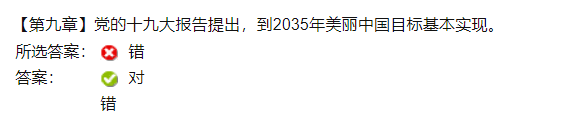 【第九章】党的十九大报告提出，到2035年美丽中国目标基本实现。
所选答案： 错
答案： 对
错